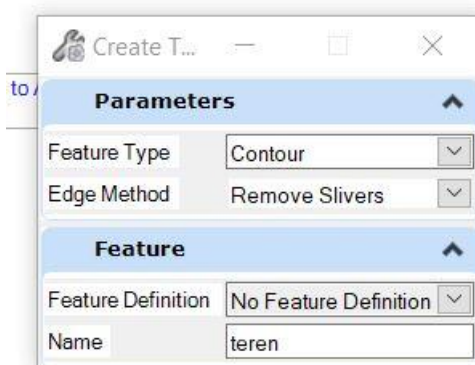 Create T...
to
Parameters
Feature Type Contour
Edge Method Remove Slivers
Feature
Feature Definition No Feature Definition
Name teren